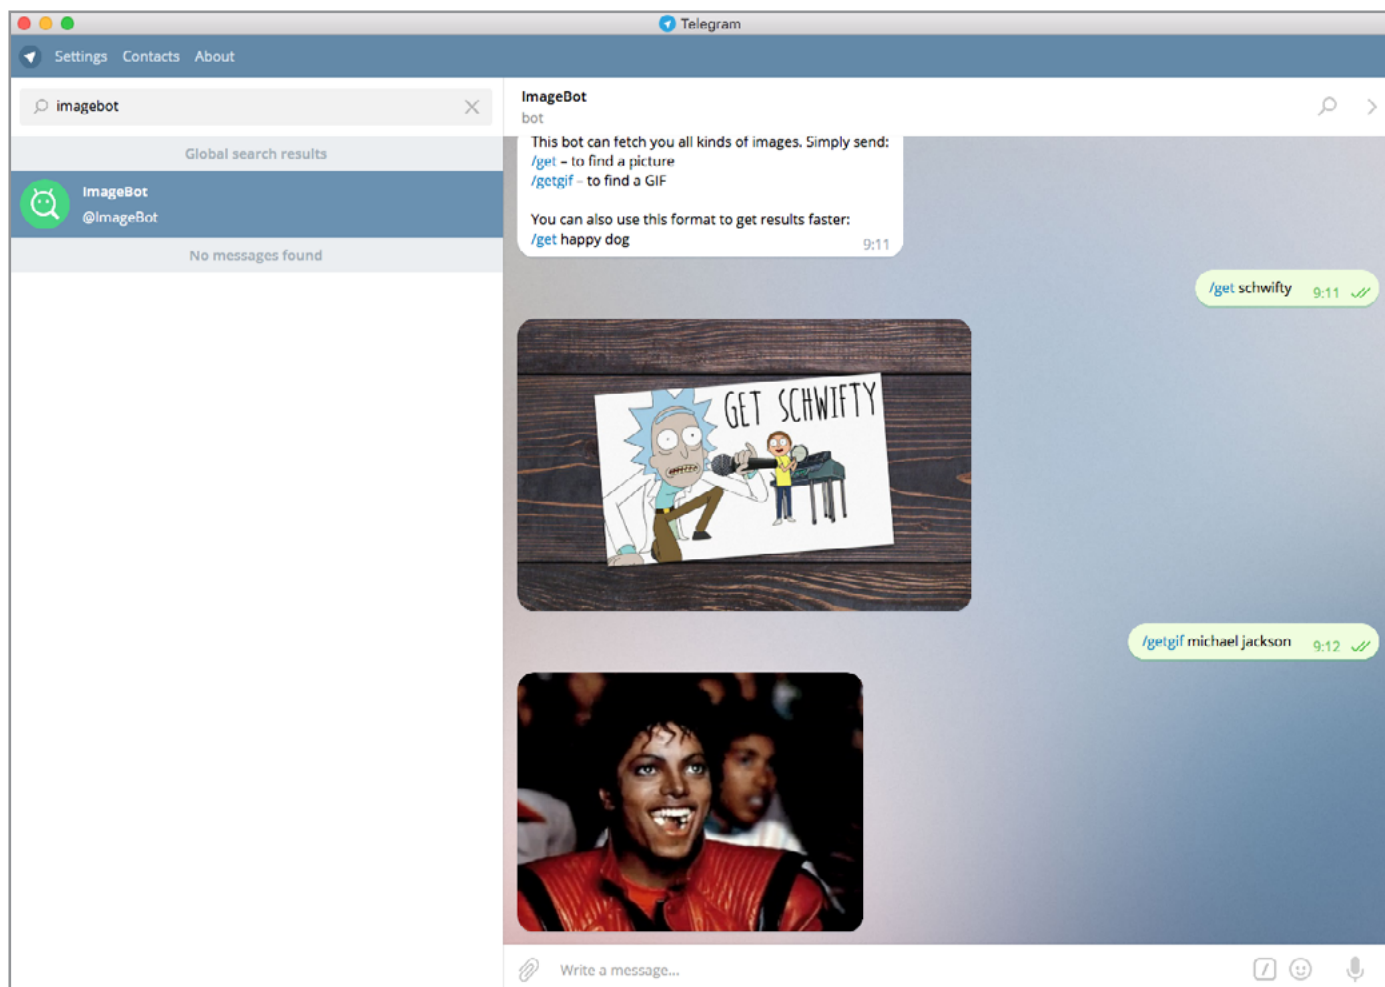 Telegram
Settings Contacts About
imagebot
Global search results
ImageBot
@ImageBot
No messages found
ImageBot
bot
This bot can fetch you all kinds of images. Simply send:
/get – to find a picture
/getgif – to find a GIF
You can also use this format to get results faster:
/get happy dog
9:11
/get schwifty 9:11
GET SCHWIFTY
/getgif michael jackson 9:12
Write a message...